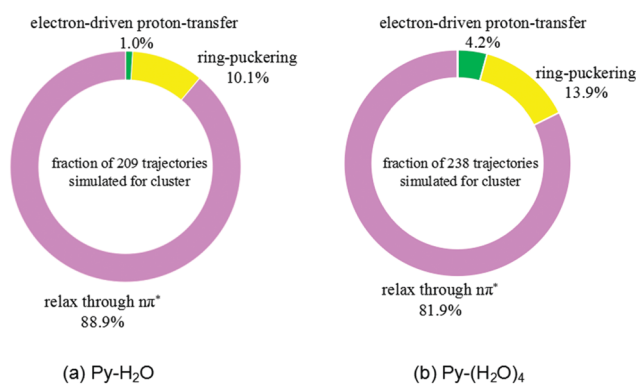 electron-driven proton-transfer
1.0%
ring-puckering
10.1%
fraction of 209 trajectories
simulated for cluster
relax through nπ*
88.9%
(a) Py-H₂O
electron-driven proton-transfer
4.2%
ring-puckering
13.9%
fraction of 238 trajectories
simulated for cluster
relax through nπ*
81.9%
(b) Py-(H₂O)₄